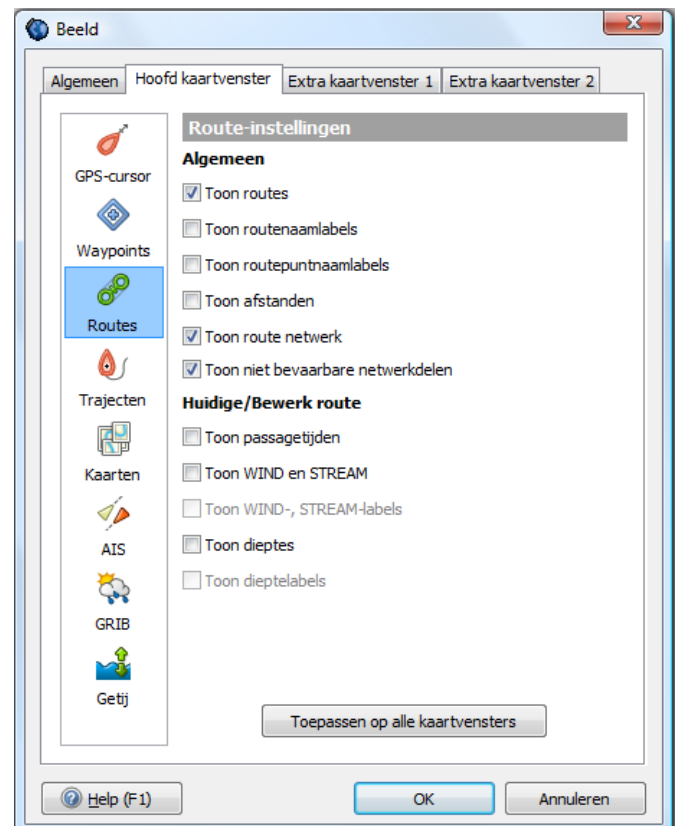 Beeld
Algemeen
Hoofd kaartvenster
Extra kaartvenster 1
Extra kaartvenster 2
GPS-cursor
Waypoints
Routes
Trajecten
Kaarten
AIS
GRIB
Getij
Route-instellingen
Algemeen
Toon routes
Toon routenaamlabels
Toon routepuntnaamlabels
Toon afstanden
Toon route netwerk
Toon niet bevaarbare netwerkdelen
Huidige/Bewerk route
Toon passagetijden
Toon WIND en STREAM
Toon WIND-, STREAM-labels
Toon dieptes
Toon dieptelabels
Toepassen op alle kaartvensters
Help (F1)
OK
Annuleren